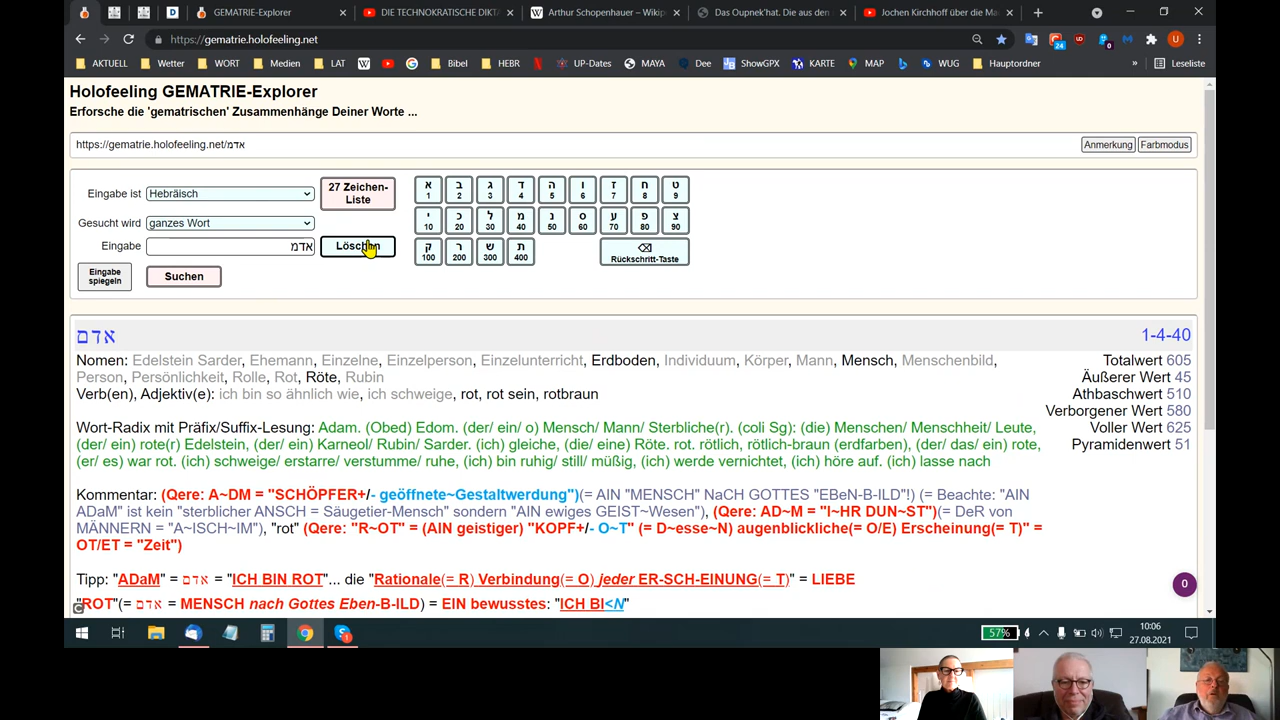 GEMATRIE-Explorer
DIE TECHNOKRATISCHE DIKT
Arthur Schopenhauer – Wikip
Das Oupnek'hat. Die aus den
Jochen Kirchhoff über die Ma
https://gematrie.holofeeling.net
AKTUELL Wetter WORT Medien LAT Bibel HEBR UP-Dates MAYA Dee ShowGPX KARTE MAP WUG Hauptordner » Leseliste
Holofeeling GEMATRIE-Explorer
Erforsche die 'gematrischen' Zusammenhänge Deiner Worte ...
https://gematrie.holofeeling.net/אדמ Anmerkung Farbmodus
Eingabe ist Hebräisch
27 Zeichen-
Liste
Gesucht wird ganzes Wort
Eingabe אדמ Löschen
Eingabe
spiegeln
Suchen
א ב ג ד ה ו ז ח ט
1 2 3 4 5 6 7 8 9
י כ ל מ נ ס ע פ צ
10 20 30 40 50 60 70 80 90
ק ר ש ת ⌫
100 200 300 400 Rückschritt-Taste
אדמ 1-4-40
Nomen: Edelstein Sarder, Ehemann, Einzelne, Einzelperson, Einzelunterricht, Erdboden, Individuum, Körper, Mann, Mensch, Menschenbild,
Person, Persönlichkeit, Rolle, Rot, Röte, Rubin
Verb(en), Adjektiv(e): ich bin so ähnlich wie, ich schweige, rot, rot sein, rotbraun
Totalwert 605
Äußerer Wert 45
Athbaschwert 510
Verborgener Wert 580
Voller Wert 625
Pyramidenwert 51
Wort-Radix mit Präfix/Suffix-Lesung: Adam. (Obed) Edom. (der/ ein/ o) Mensch/ Mann/ Sterbliche(r). (coli Sg): (die) Menschen/ Menschheit/ Leute,
(der/ ein) rote(r) Edelstein, (der/ ein) Karneol/ Rubin/ Sarder. (ich) gleiche, (die/ eine) Röte. rot. rötlich, rötlich-braun (erdfarben), (der/ das/ ein) rote,
(er/ es) war rot. (ich) schweige/ erstarre/ verstumme/ ruhe, (ich) bin ruhig/ still/ müßig, (ich) werde vernichtet, (ich) höre auf. (ich) lasse nach
Kommentar: (Qere: A~DM = "SCHÖPFER+/- geöffnete~Gestaltwerdung")(= AIN "MENSCH" NaCH GOTTES "EBeN-B-ILD"!) (= Beachte: "AIN
ADaM" ist kein "sterblicher ANSCH = Säugetier-Mensch" sondern "AIN ewiges GEIST~Wesen"), (Qere: AD~M = "I~HR DUN~ST")(= DeR von
MÄNNERN = "A~ISCH~IM"), "rot" (Qere: "R~OT" = (AIN geistiger) "KOPF+/- O~T" (= D~esse~N) augenblickliche(= O/E) Erscheinung(= T)" =
OT/ET = "Zeit")
Tipp: "ADaM" = אדמ = "ICH BIN ROT"... die "Rationale(= R) Verbindung(= O) jeder ER-SCH-EINUNG(= T)" = LIEBE
"ROT"(= אדמ = MENSCH nach Gottes Eben-B-ILD) = EIN bewusstes: "ICH BI<N"
0
57%
10:06
27.08.2021